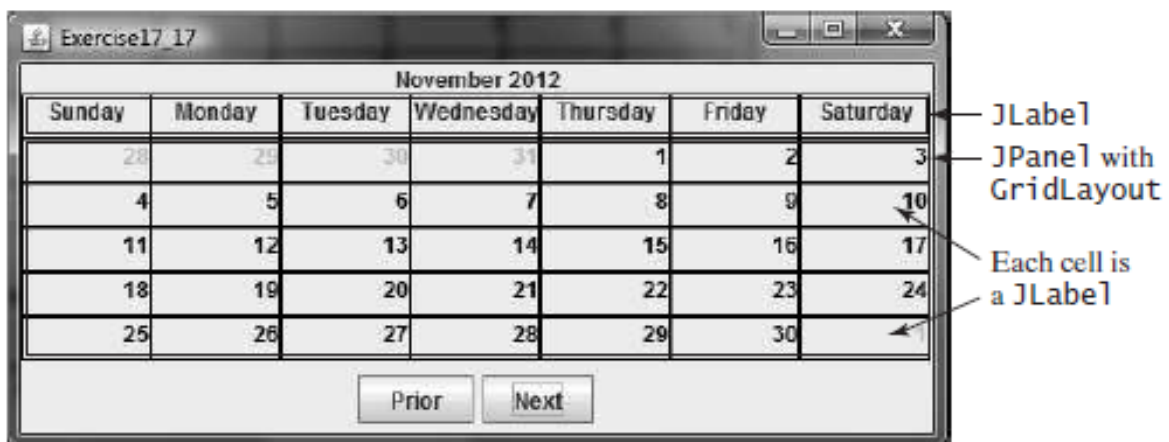 Exercise17_17
November 2012
Sunday Monday Tuesday Wednesday Thursday Friday Saturday
28 29 30 31 1 2 3
4 5 6 7 8 9 10
11 12 13 14 15 16 17
18 19 20 21 22 23 24
25 26 27 28 29 30 1
Prior Next
JLabel
JPanel with
GridLayout
Each cell is
a JLabel